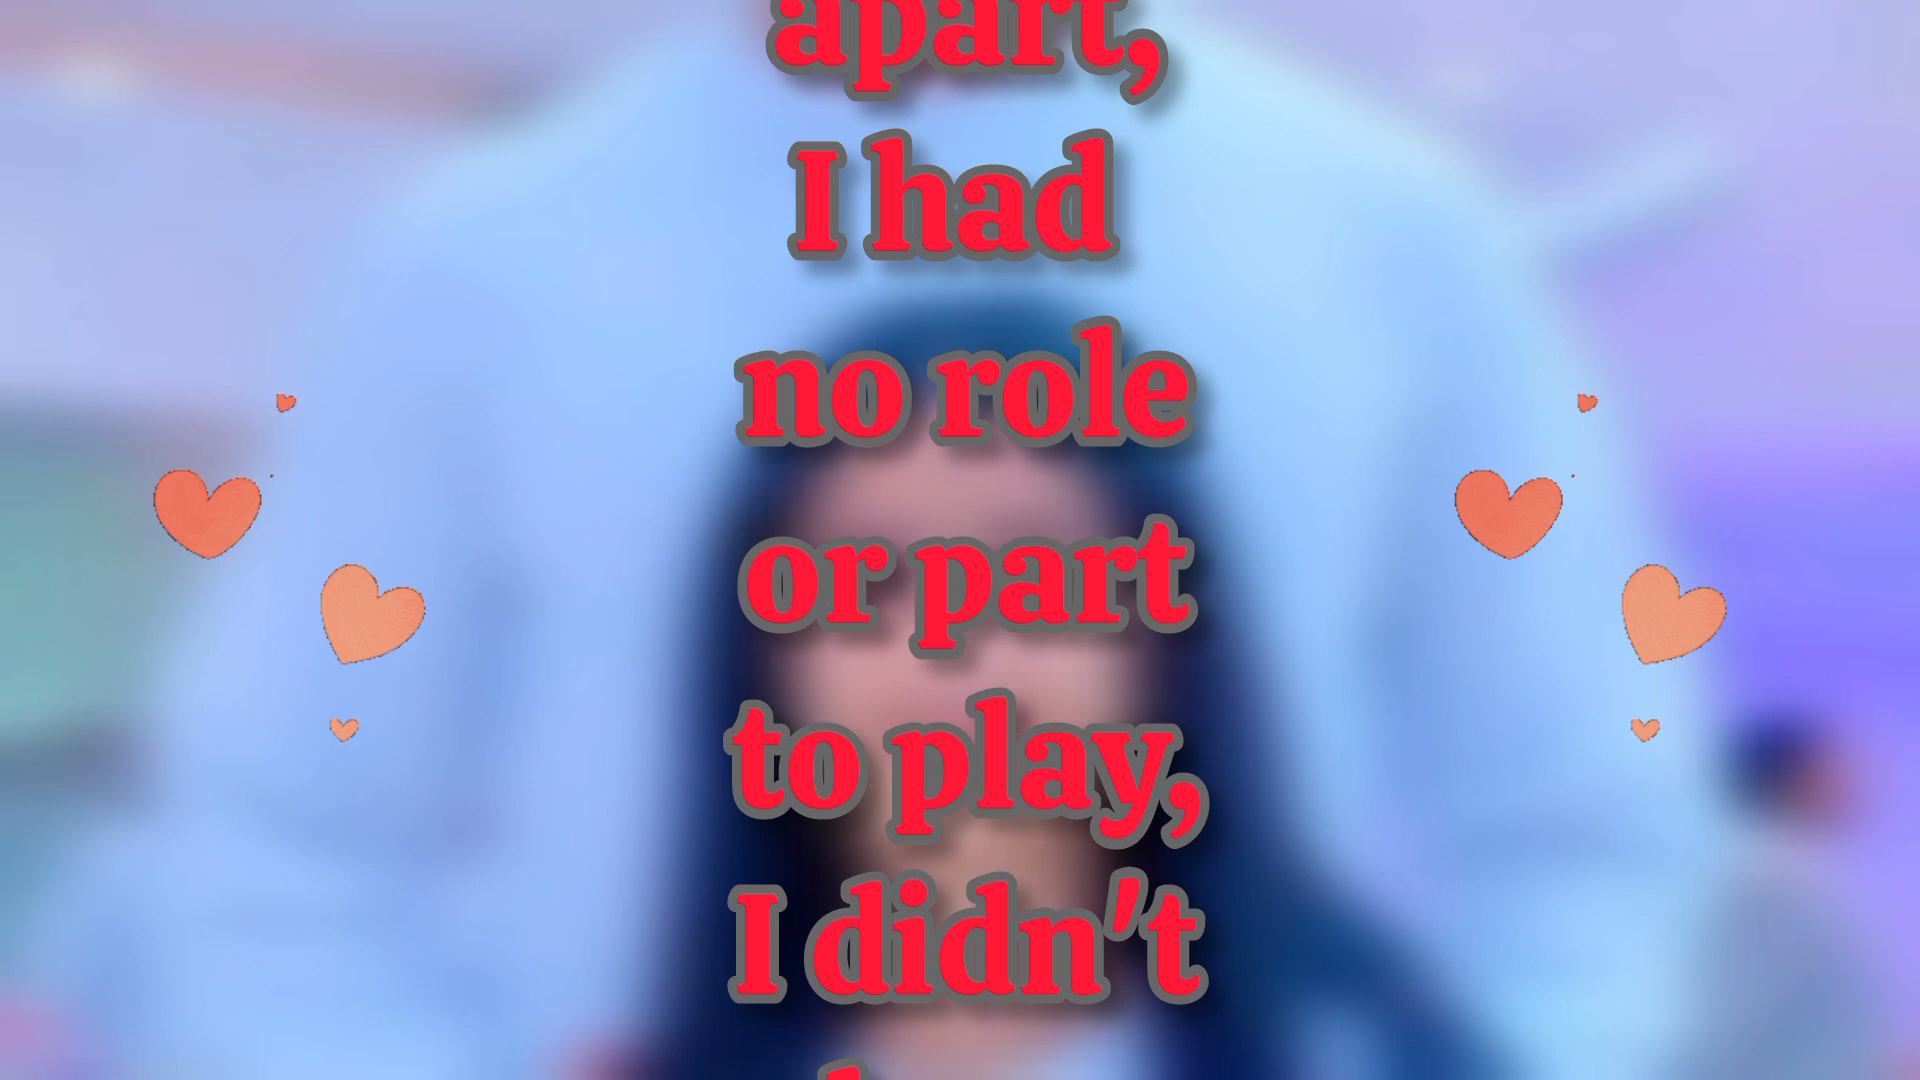 apart,
I had
no role
or part
to play,
I didn't